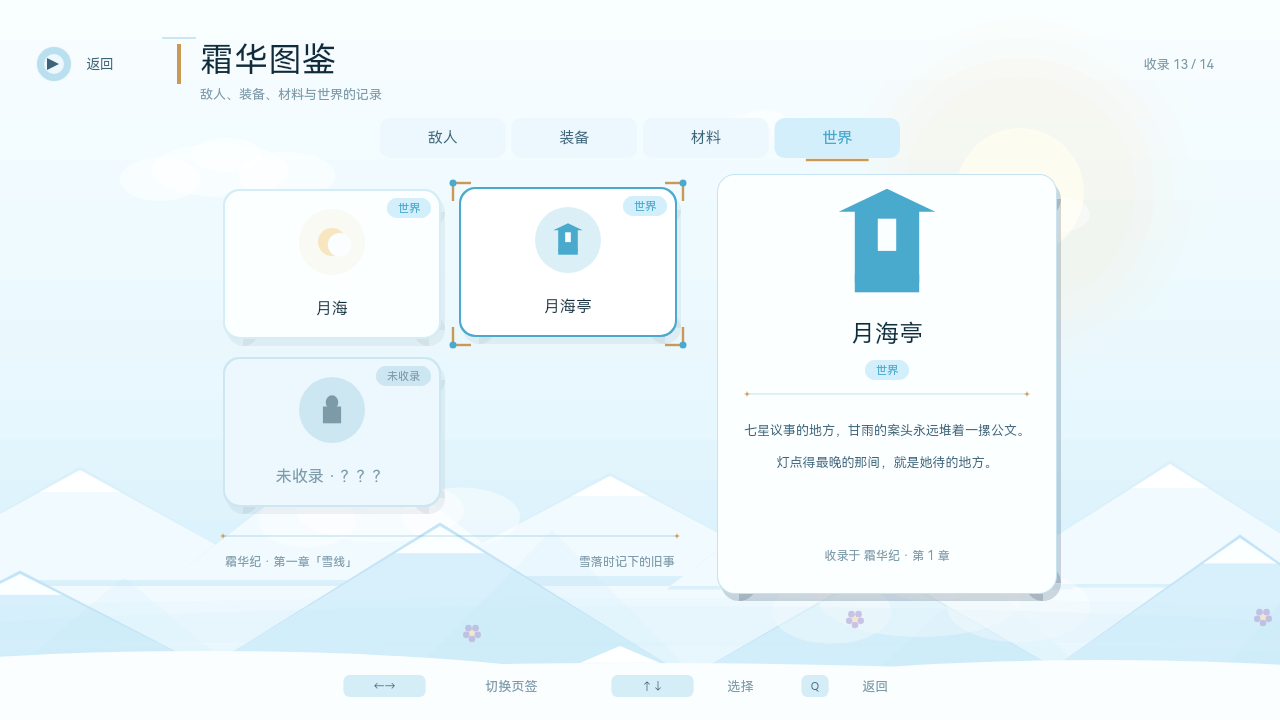 返回
霜华图鉴
敌人、装备、材料与世界的记录
收录 13 / 14
敌人
装备
材料
世界
世界
月海
世界
月海亭
未收录
未收录 · ？？？
霜华纪 · 第一章「雪线」
雪落时记下的旧事
月海亭
世界
七星议事的地方，甘雨的案头永远堆着一摞公文。
灯点得最晚的那间，就是她待的地方。
收录于 霜华纪 · 第 1 章
←→
切换页签
↑↓
选择
Q
返回